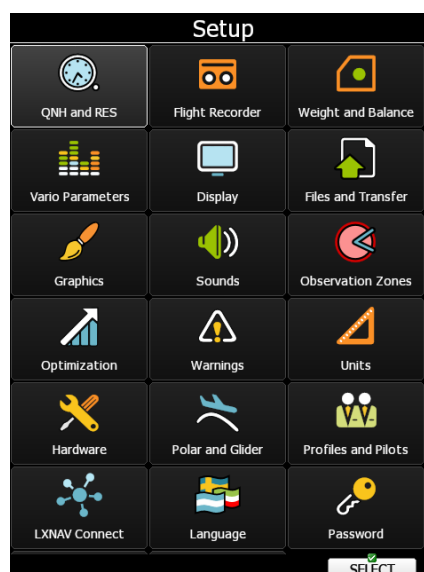 Setup
QNH and RES
Flight Recorder
Weight and Balance
Vario Parameters
Display
Files and Transfer
Graphics
Sounds
Observation Zones
Optimization
Warnings
Units
Hardware
Polar and Glider
Profiles and Pilots
LXNAV Connect
Language
Password
SELECT